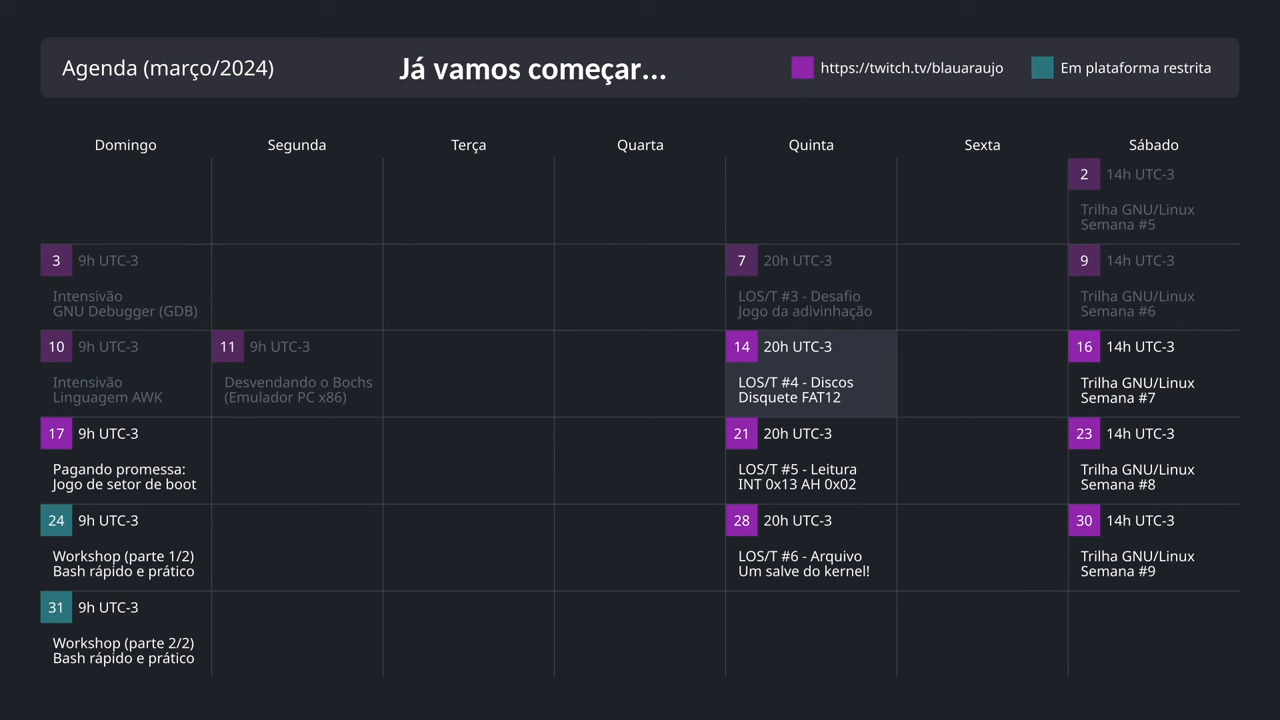 Agenda (março/2024)
Já vamos começar...
https://twitch.tv/blauaraujo
Em plataforma restrita
Domingo
Segunda
Terça
Quarta
Quinta
Sexta
Sábado
2
14h UTC-3
Trilha GNU/Linux
Semana #5
3
9h UTC-3
Intensivão
GNU Debugger (GDB)
7
20h UTC-3
LOS/T #3 - Desafio
Jogo da adivinhação
9
14h UTC-3
Trilha GNU/Linux
Semana #6
10
9h UTC-3
Intensivão
Linguagem AWK
11
9h UTC-3
Desvendando o Bochs
(Emulador PC x86)
14
20h UTC-3
LOS/T #4 - Discos
Disquete FAT12
16
14h UTC-3
Trilha GNU/Linux
Semana #7
17
9h UTC-3
Pagando promessa:
Jogo de setor de boot
21
20h UTC-3
LOS/T #5 - Leitura
INT 0x13 AH 0x02
23
14h UTC-3
Trilha GNU/Linux
Semana #8
24
9h UTC-3
Workshop (parte 1/2)
Bash rápido e prático
28
20h UTC-3
LOS/T #6 - Arquivo
Um salve do kernel!
30
14h UTC-3
Trilha GNU/Linux
Semana #9
31
9h UTC-3
Workshop (parte 2/2)
Bash rápido e prático